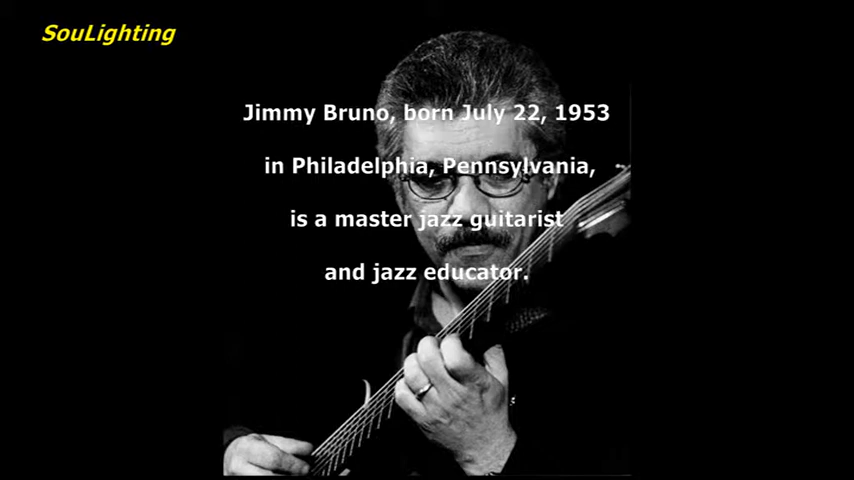 SouLighting
Jimmy Bruno, born July 22, 1953
in Philadelphia, Pennsylvania,
is a master jazz guitarist
and jazz educator.